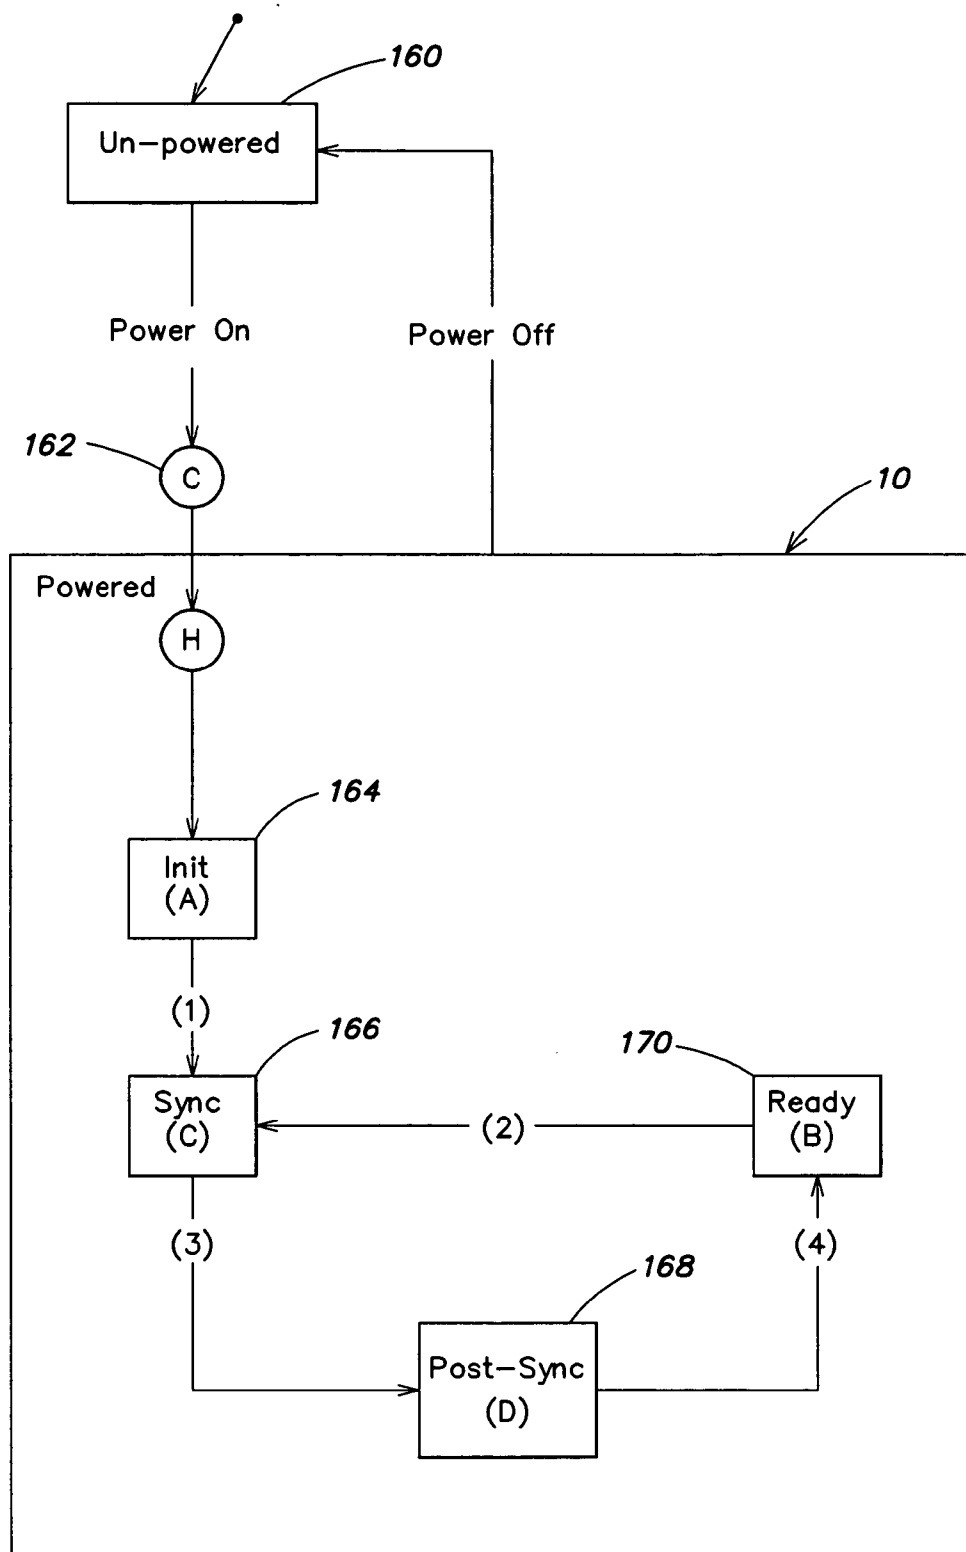 160
Un-powered
Power On
Power Off
162
C
10
Powered
H
164
Init
(A)
(1)
166
170
Sync
(C)
(2)
Ready
(B)
(3)
(4)
168
Post-Sync
(D)